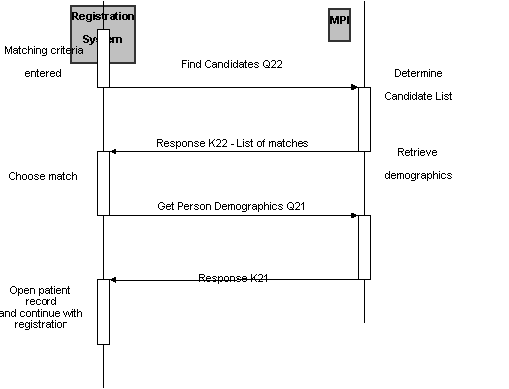 Registration
System
MPI
Matching criteria
entered
Find Candidates Q22
Determine
Candidate List
Response K22 - List of matches
Retrieve
demographics
Choose match
Get Person Demographics Q21
Response K21
Open patient
record
and continue with
registration